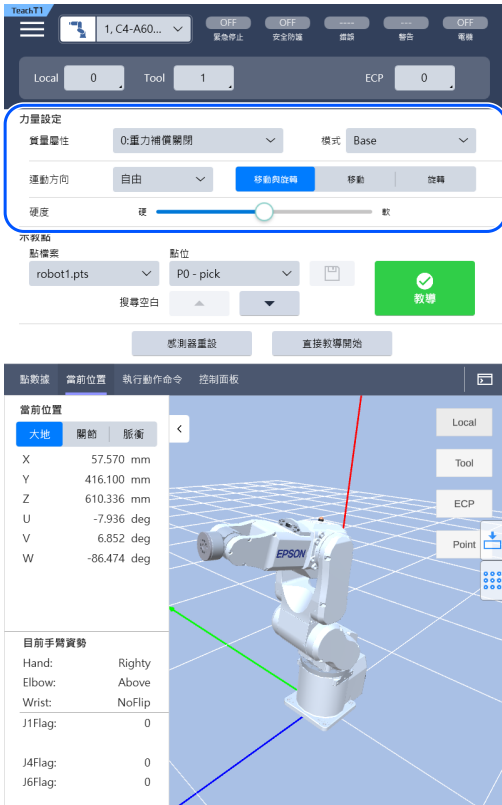 TeachT1
1, C4-A60...
OFF
緊急停止
OFF
安全防護
----
錯誤
---
警告
OFF
電機
Local 0 Tool 1 ECP 0
力量設定
質量屬性 0:重力補償關閉 模式 Base
運動方向 自由 移動與旋轉 移動 旋轉
硬度 硬 軟
示教點
點檔案 點位
robot1.pts P0 - pick
教導
搜尋空白
感測器重設 直接教導開始
點數據 當前位置 執行動作命令 控制面板
當前位置
大地 關節 脈衝
X 57.570 mm
Y 416.100 mm
Z 610.336 mm
U -7.936 deg
V 6.852 deg
W -86.474 deg
Local
Tool
ECP
Point
EPSON
目前手臂資勢
Hand: Righty
Elbow: Above
Wrist: NoFlip
J1Flag: 0
J4Flag: 0
J6Flag: 0